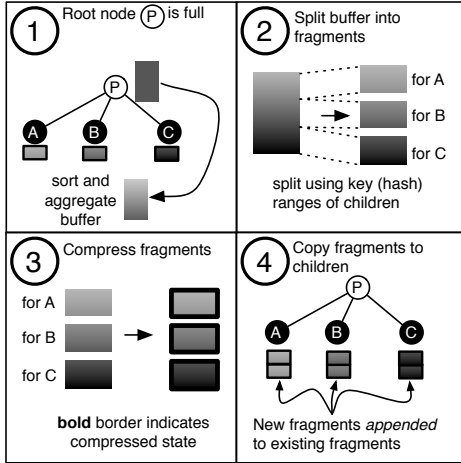 1
Root node P is full
P
A
B
C
sort and
aggregate
buffer
2
Split buffer into
fragments
for A
for B
for C
split using key (hash)
ranges of children
3
Compress fragments
for A
for B
for C
bold border indicates
compressed state
4
Copy fragments to
children
P
A
B
C
New fragments appended
to existing fragments